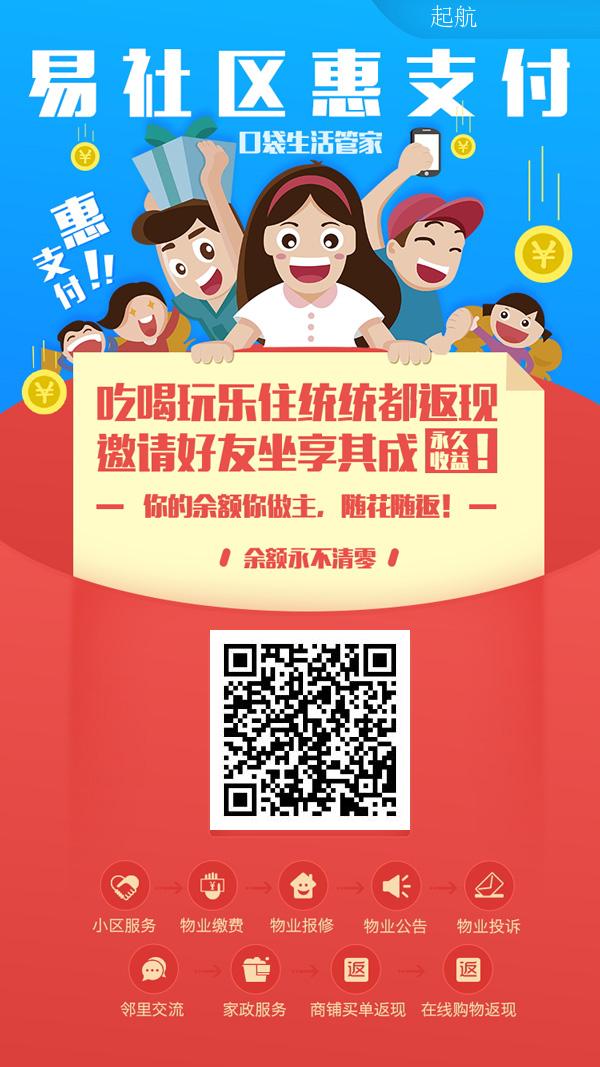 起航
易社区惠支付
口袋生活管家
惠
支付!!
吃喝玩乐住统统都返现
邀请好友坐享其成 永久收益!
你的余额你做主,随花随返!
余额永不清零
小区服务 物业缴费 物业报修 物业公告 物业投诉
返 返
邻里交流 家政服务 商铺买单返现 在线购物返现